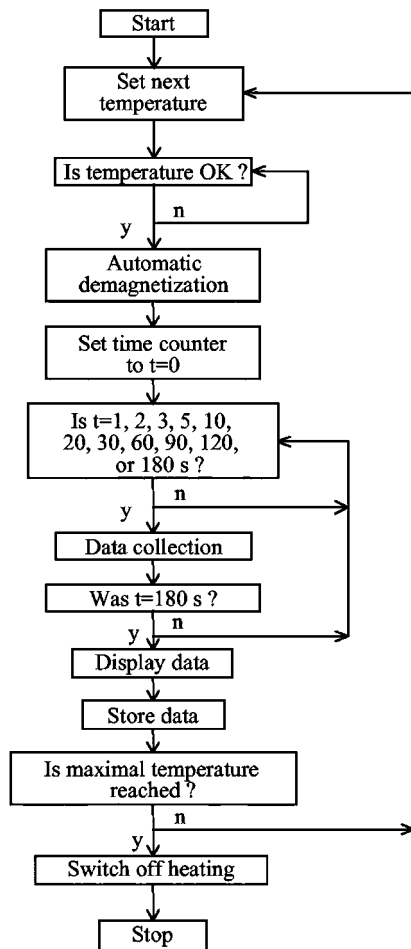 Start
Set next
temperature
Is temperature OK ?
n
y
Automatic
demagnetization
Set time counter
to t=0
Is t=1, 2, 3, 5, 10,
20, 30, 60, 90, 120,
or 180 s ?
n
y
Data collection
Was t=180 s ?
n
y
Display data
Store data
Is maximal temperature
reached ?
n
y
Switch off heating
Stop